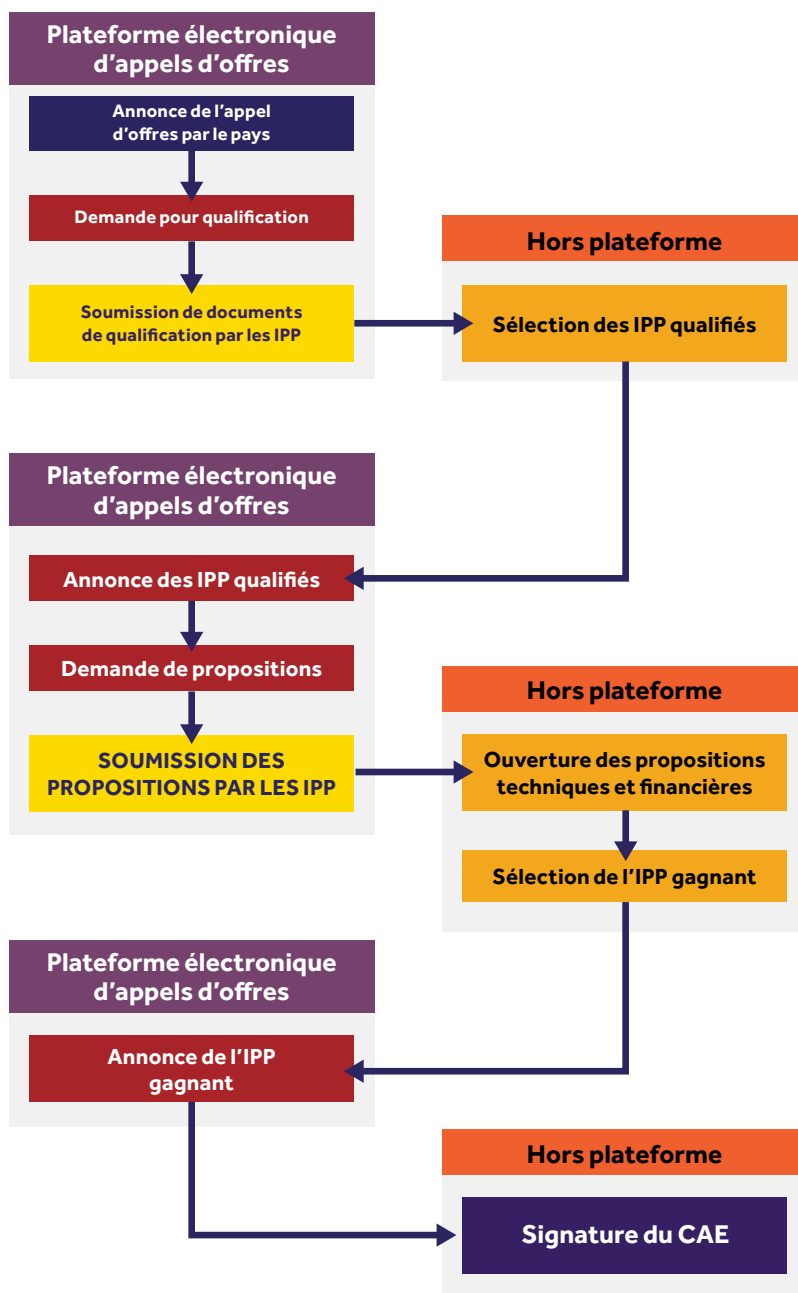 Plateforme électronique
d’appels d’offres
Annonce de l’appel
d’offres par le pays
Demande pour qualification
Soumission de documents
de qualification par les IPP
Hors plateforme
Sélection des IPP qualifiés
Plateforme électronique
d’appels d’offres
Annonce des IPP qualifiés
Demande de propositions
SOUMISSION DES
PROPOSITIONS PAR LES IPP
Hors plateforme
Ouverture des propositions
techniques et financières
Sélection de l’IPP gagnant
Plateforme électronique
d’appels d’offres
Annonce de l’IPP
gagnant
Hors plateforme
Signature du CAE